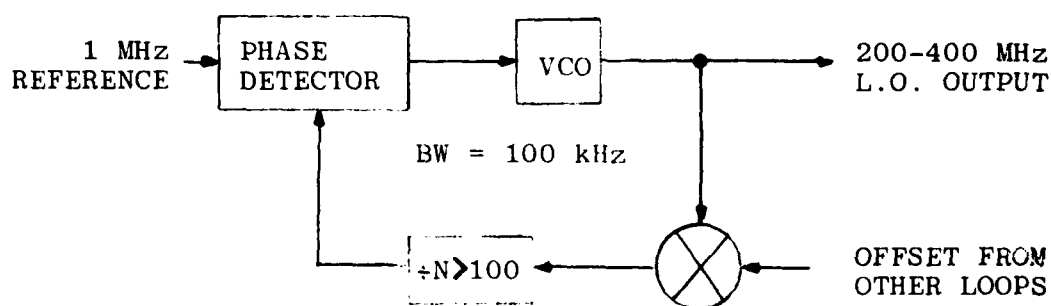 1 MHz
REFERENCE
PHASE
DETECTOR
VCO
200-400 MHz
L.O. OUTPUT
BW = 100 kHz
÷N>100
OFFSET FROM
OTHER LOOPS